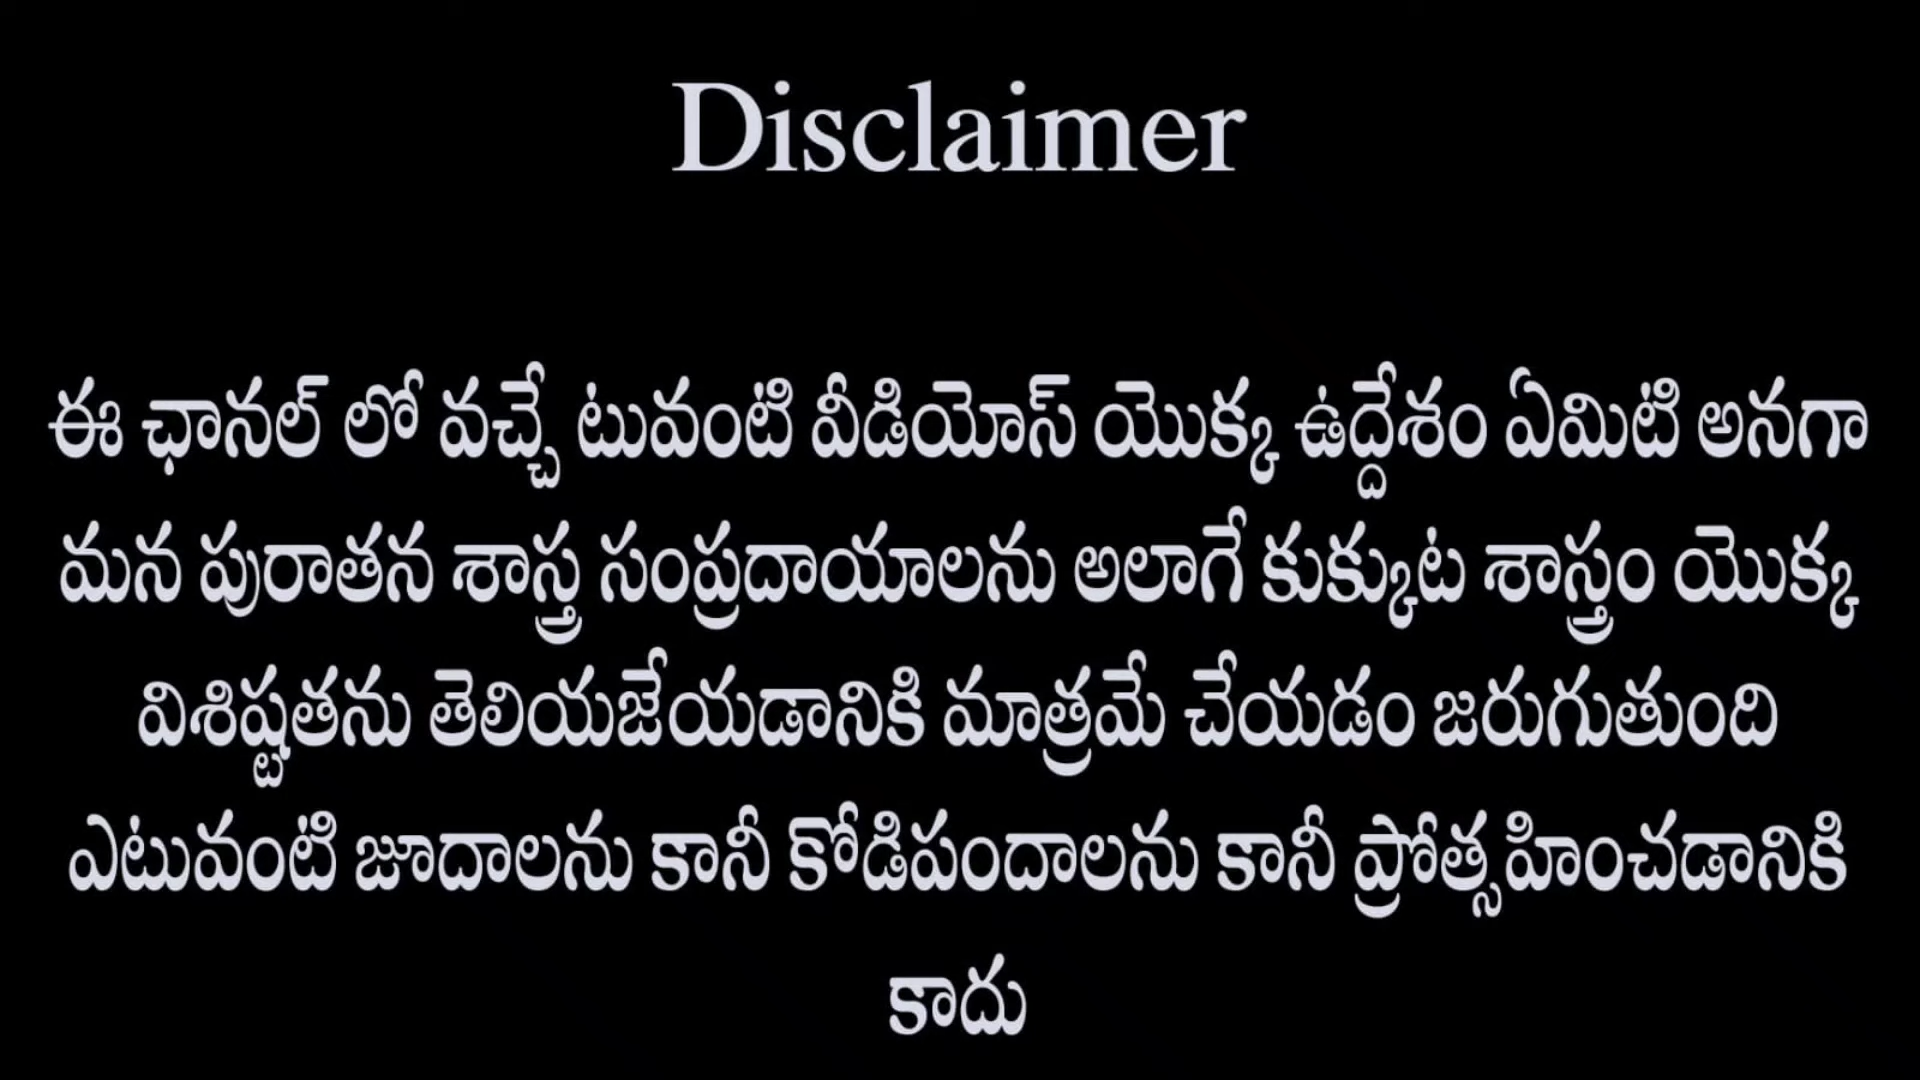 Disclaimer
ఈ ఛానల్ లో వచ్చే టువంటి వీడియోస్ యొక్క ఉద్దేశం ఏమిటి అనగా
మన పురాతన శాస్త్ర సంప్రదాయాలను అలాగే కుక్కుట శాస్త్రం యొక్క
విశిష్టతను తెలియజేయడానికి మాత్రమే చేయడం జరుగుతుంది
ఎటువంటి జూదాలను కానీ కోడిపందాలను కానీ ప్రోత్సహించడానికి
కాదు